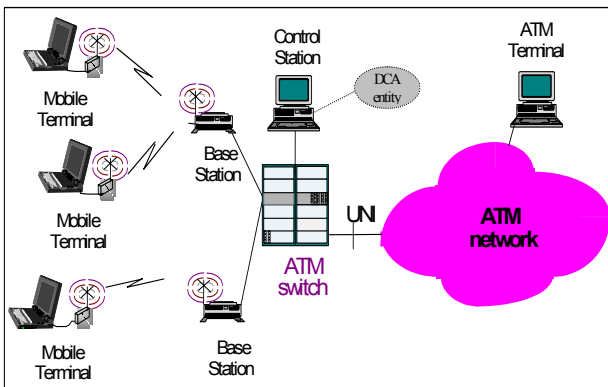 Mobile
Terminal
Mobile
Terminal
Mobile
Terminal
Base
Station
Base
Station
Control
Station
DCA
entity
ATM
switch
UNI
ATM
Terminal
ATM
network